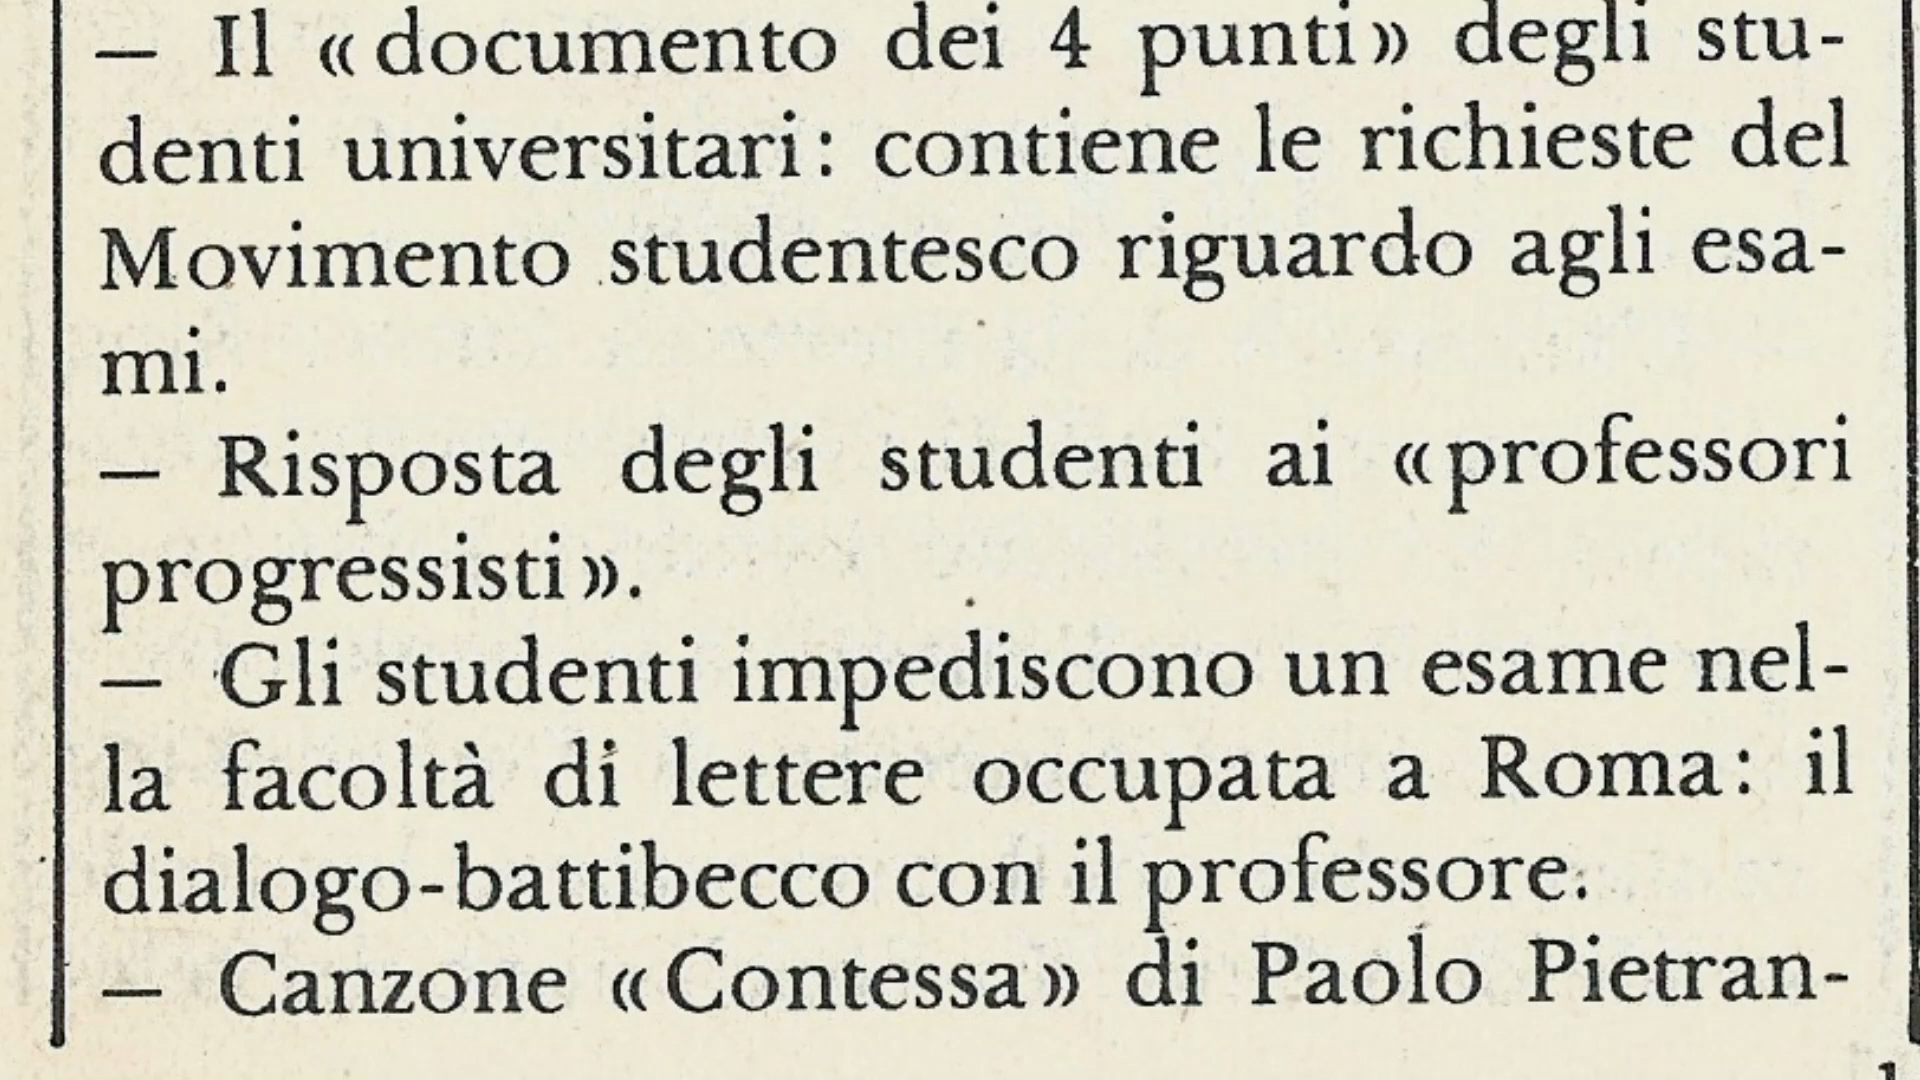 — Il «documento dei 4 punti» degli stu-
denti universitari: contiene le richieste del
Movimento studentesco riguardo agli esa-
mi.
— Risposta degli studenti ai «professori
progressisti».
— Gli studenti impediscono un esame nel-
la facoltà di lettere occupata a Roma: il
dialogo-battibecco con il professore.
— Canzone «Contessa» di Paolo Pietran-